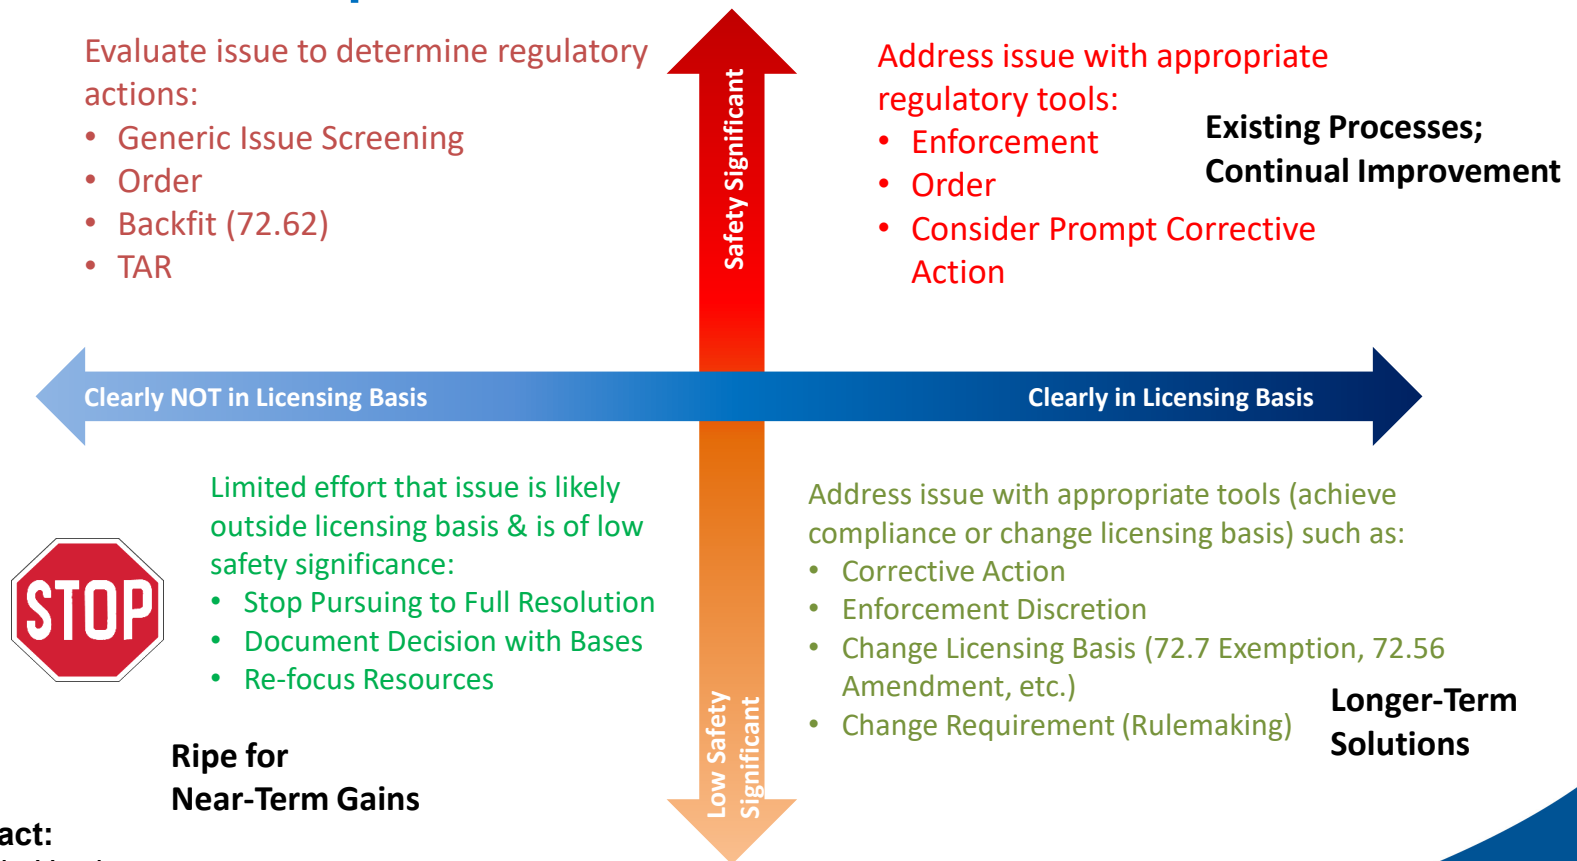 Evaluate issue to determine regulatory
actions:
• Generic Issue Screening
• Order
• Backfit (72.62)
• TAR
Safety Significant
Address issue with appropriate
regulatory tools:
• Enforcement
• Order
• Consider Prompt Corrective
Action
Existing Processes;
Continual Improvement
Clearly NOT in Licensing Basis
Clearly in Licensing Basis
STOP
Limited effort that issue is likely
outside licensing basis & is of low
safety significance:
• Stop Pursuing to Full Resolution
• Document Decision with Bases
• Re-focus Resources
Ripe for
Near-Term Gains
Low Safety
Significant
Address issue with appropriate tools (achieve
compliance or change licensing basis) such as:
• Corrective Action
• Enforcement Discretion
• Change Licensing Basis (72.7 Exemption, 72.56
Amendment, etc.)
• Change Requirement (Rulemaking)
Longer-Term
Solutions
act: